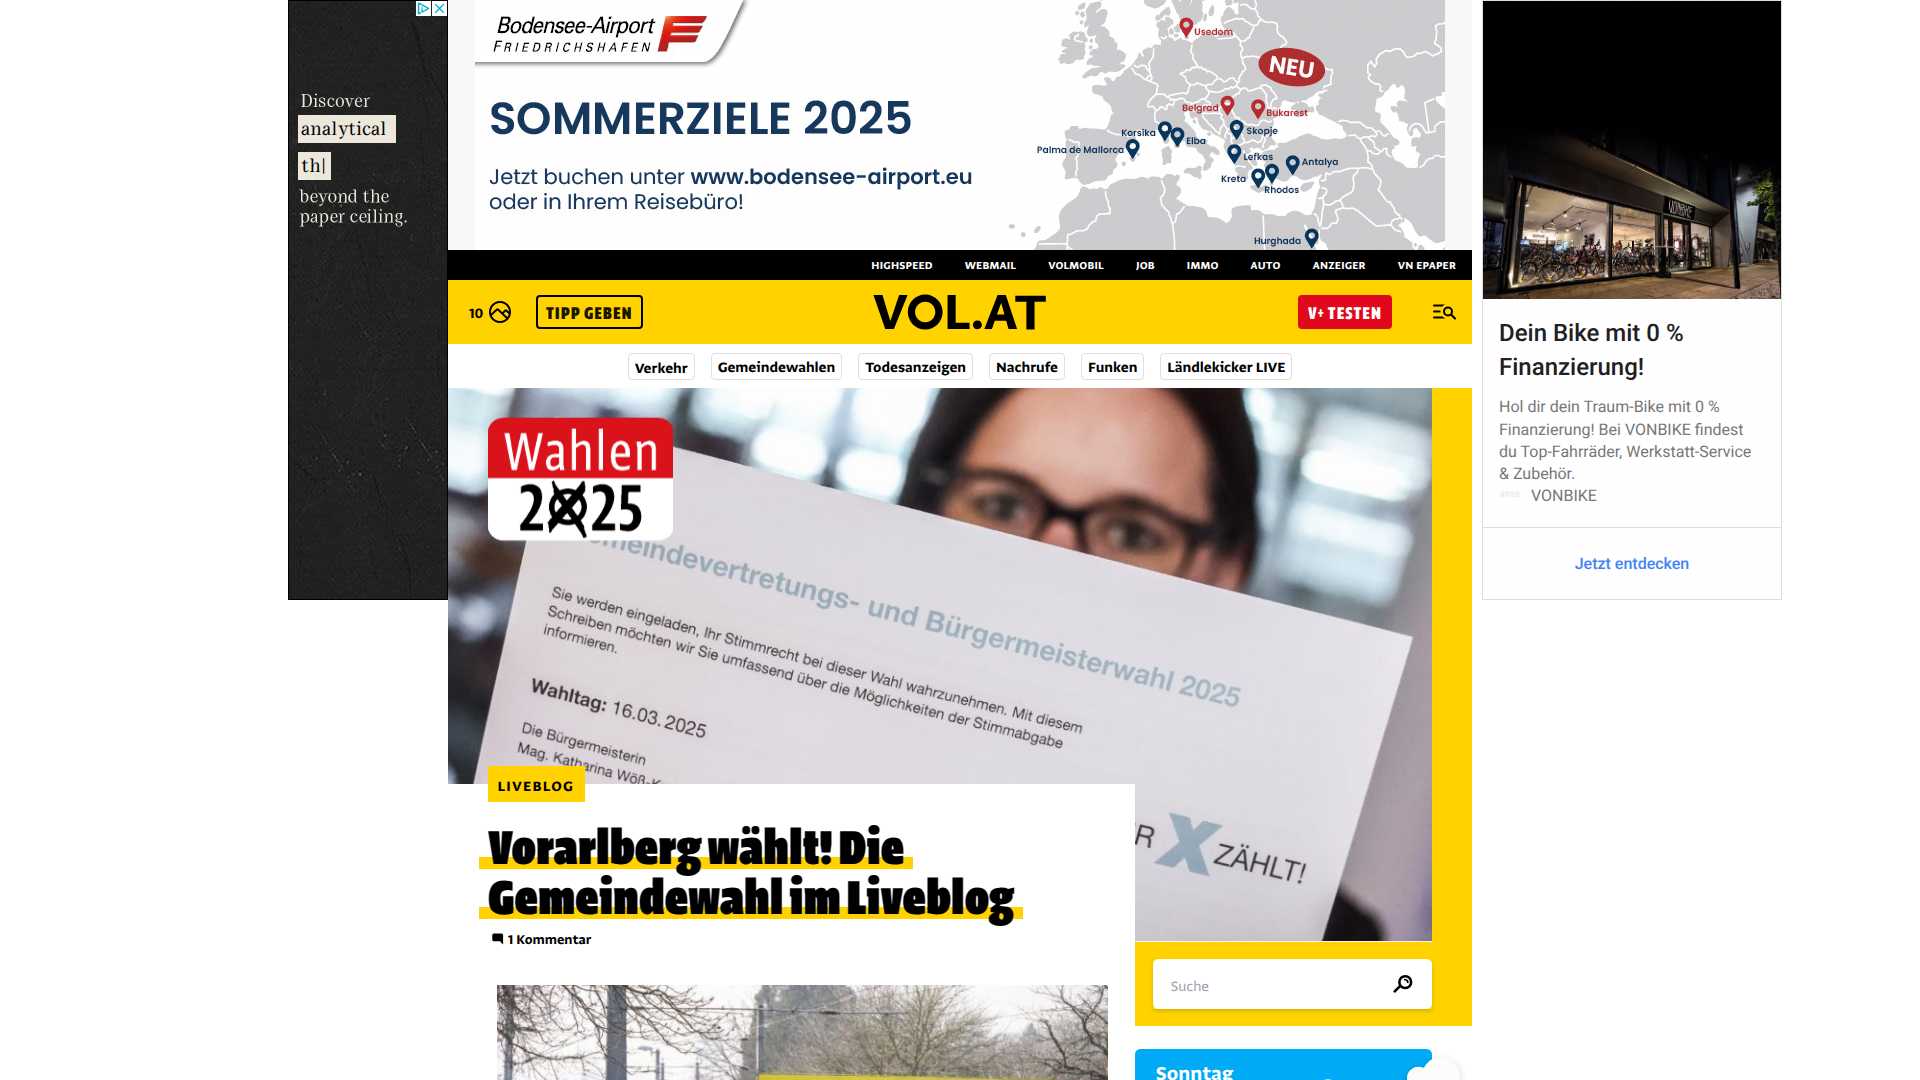 Discover
analytical
th|
beyond the
paper ceiling.
Bodensee-Airport
FRIEDRICHSHAFEN
SOMMERZIELE 2025
Jetzt buchen unter www.bodensee-airport.eu
oder in Ihrem Reisebüro!
Usedom
NEU
Belgrad
Bukarest
Korsika
Elba
Skopje
Palma de Mallorca
Lefkas
Antalya
Kreta
Rhodos
Hurghada
HIGHSPEED WEBMAIL VOLMOBIL JOB IMMO AUTO ANZEIGER VN EPAPER
10 TIPP GEBEN VOL.AT V+ TESTEN
Verkehr Gemeindewahlen Todesanzeigen Nachrufe Funken Ländlekicker LIVE
Wahlen
2025
meindevertretungs- und Bürgermeisterwahl 2025
Sie werden eingeladen, Ihr Stimmrecht bei dieser Wahl wahrzunehmen. Mit diesem
Schreiben möchten wir Sie umfassend über die Möglichkeiten der Stimmabgabe
informieren.
Wahltag: 16.03.2025
Die Bürgermeisterin
Mag. Katharina Wöß-K
R X ZÄHLT!
LIVEBLOG
Vorarlberg wählt! Die
Gemeindewahl im Liveblog
1 Kommentar
Suche
Sonntag
VONBIKE
Dein Bike mit 0 %
Finanzierung!
Hol dir dein Traum-Bike mit 0 %
Finanzierung! Bei VONBIKE findest
du Top-Fahrräder, Werkstatt-Service
& Zubehör.
VONBIKE
Jetzt entdecken